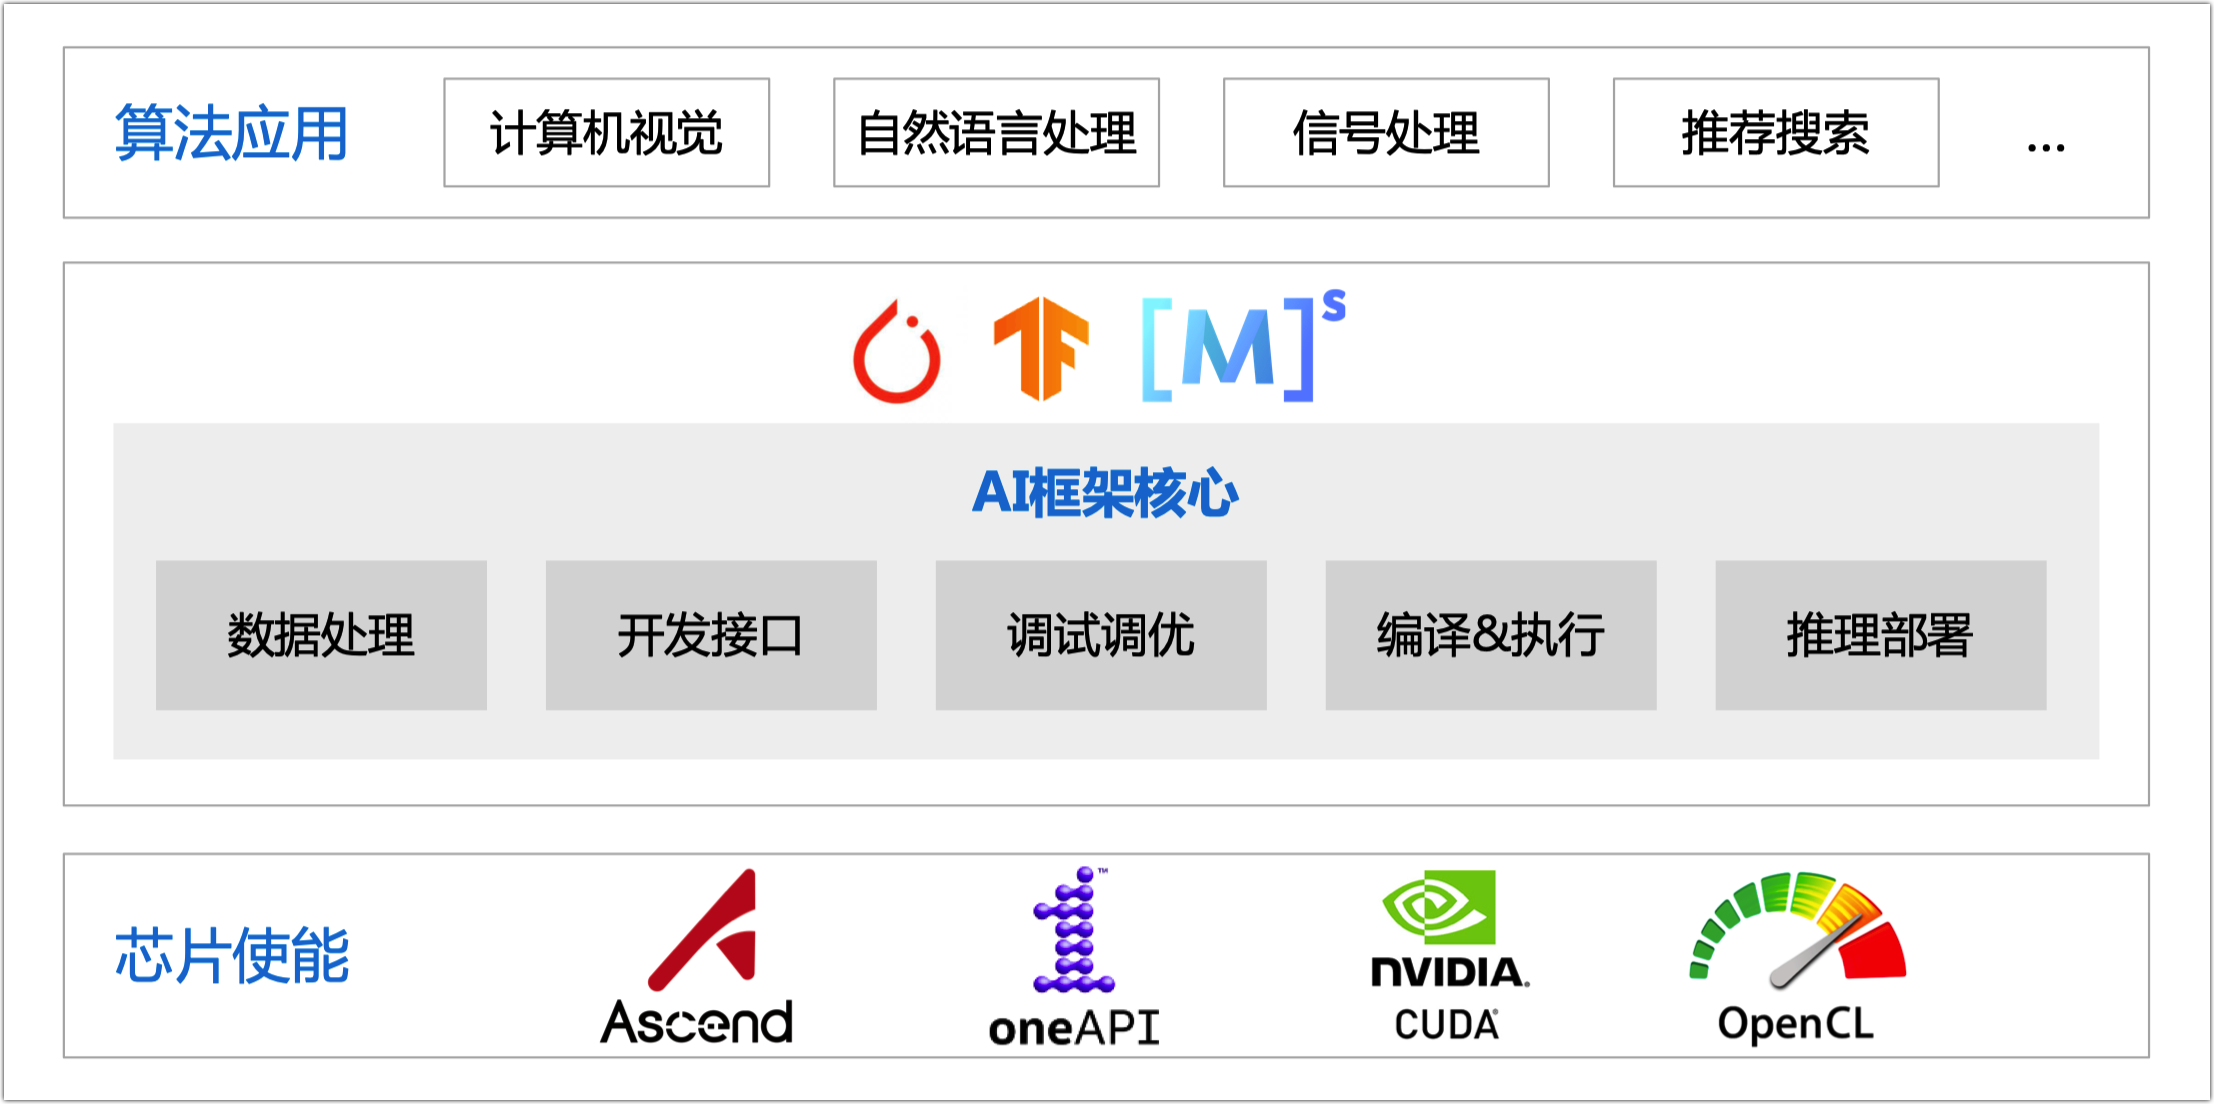 算法应用
计算机视觉
自然语言处理
信号处理
推荐搜索
...
[M]s
AI框架核心
数据处理
开发接口
调试调优
编译&执行
推理部署
芯片使能
Ascend
™
oneAPI
NVIDIA®
CUDA®
OpenCL